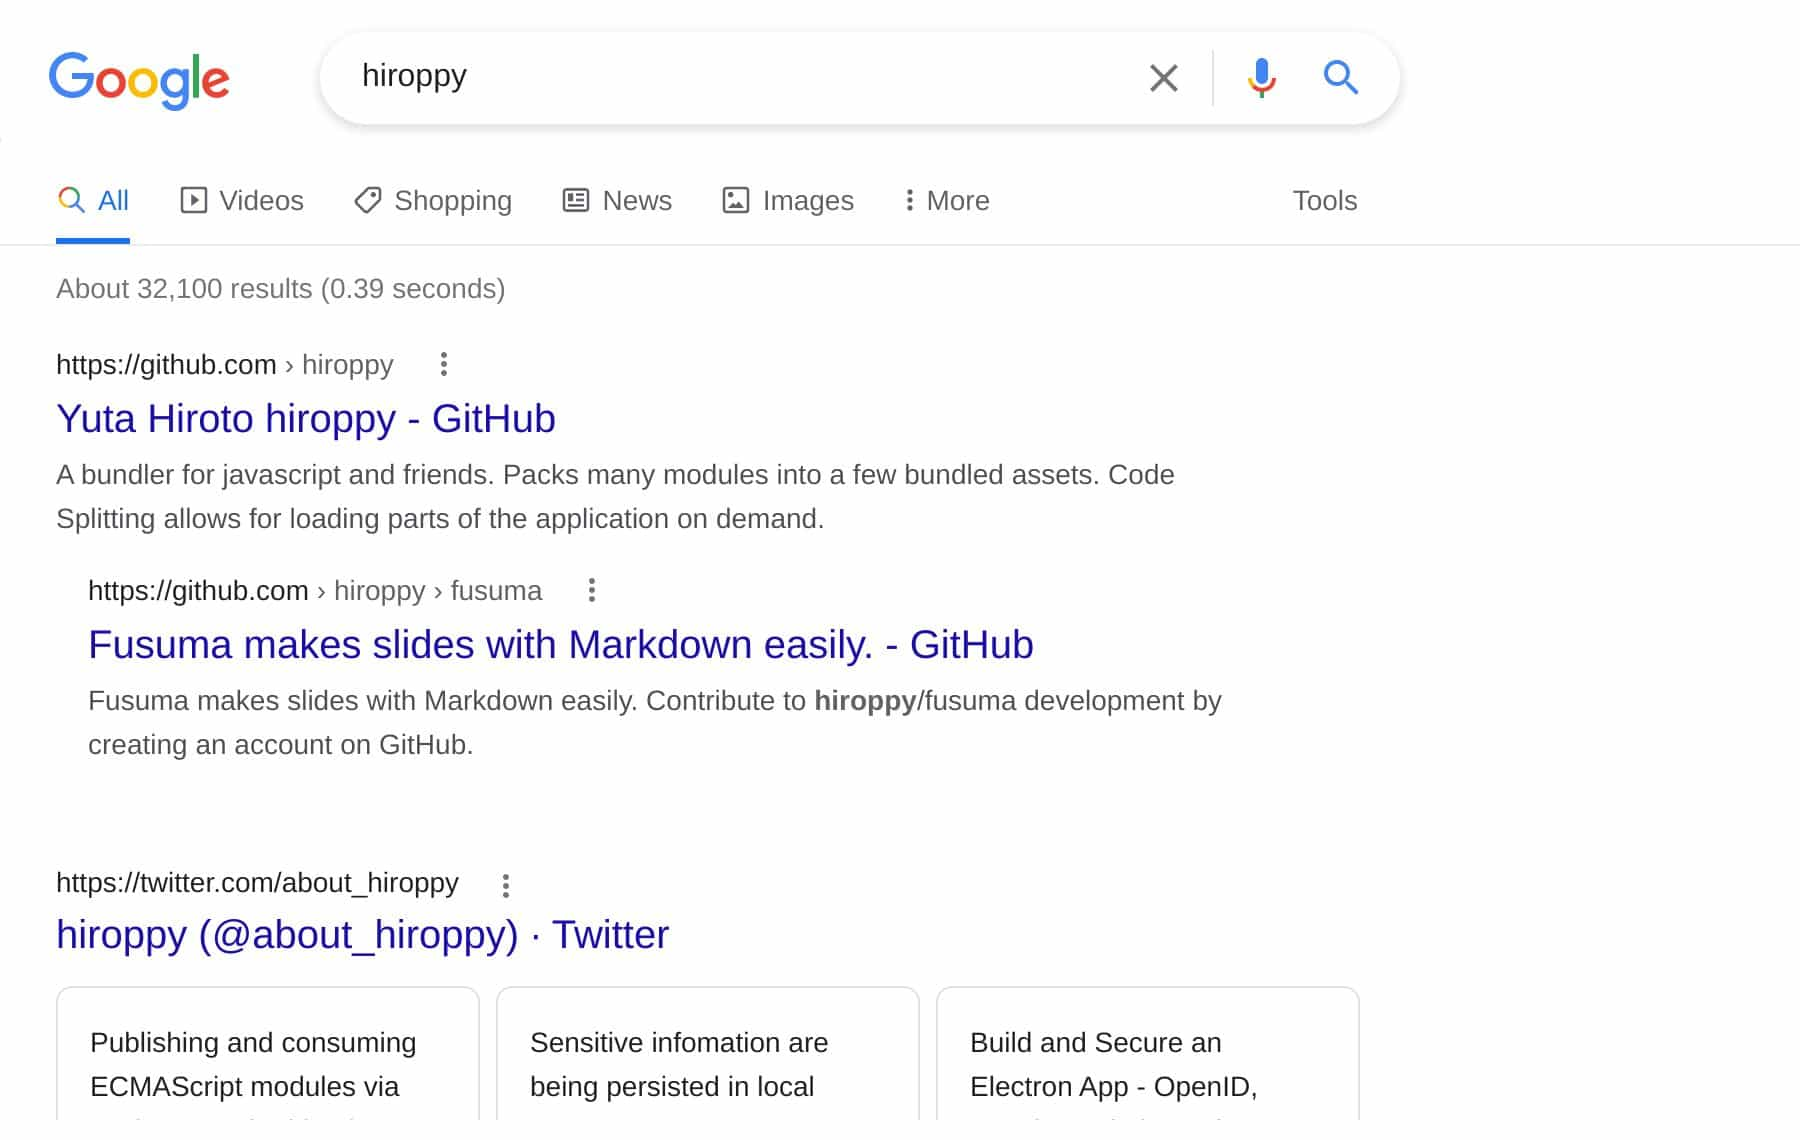 Google
hiroppy
All Videos Shopping News Images More Tools
About 32,100 results (0.39 seconds)
https://github.com › hiroppy
Yuta Hiroto hiroppy - GitHub
A bundler for javascript and friends. Packs many modules into a few bundled assets. Code
Splitting allows for loading parts of the application on demand.
https://github.com › hiroppy › fusuma
Fusuma makes slides with Markdown easily. - GitHub
Fusuma makes slides with Markdown easily. Contribute to hiroppy/fusuma development by
creating an account on GitHub.
https://twitter.com/about_hiroppy
hiroppy (@about_hiroppy) · Twitter
Publishing and consuming
ECMAScript modules via
Sensitive infomation are
being persisted in local
Build and Secure an
Electron App - OpenID,